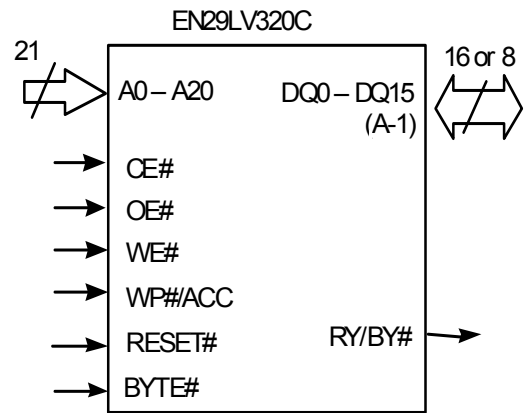 EN29LV320C
21
16 or 8
A0 – A20
DQ0 – DQ15
(A-1)
CE#
OE#
WE#
WP#/ACC
RESET#
RY/BY#
BYTE#